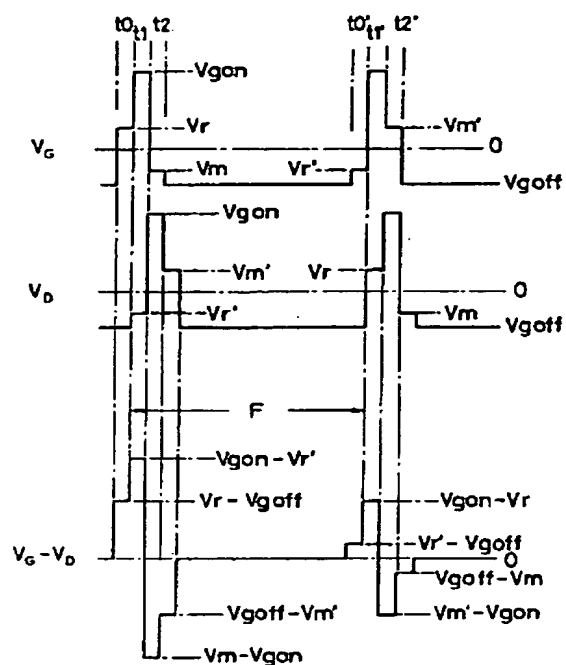 t0 t1 t2 t0' t1' t2'
Vgon
Vr Vm'
VG 0
Vm Vr'
Vgoff
Vgon
Vm' Vr
VD 0
Vr' Vm
Vgoff
F
Vgon-Vr'
Vr-Vgoff Vgon-Vr
Vr'-Vgoff
VG-VD 0
Vgoff-Vm
Vgoff-Vm' Vm'-Vgon
Vm-Vgon